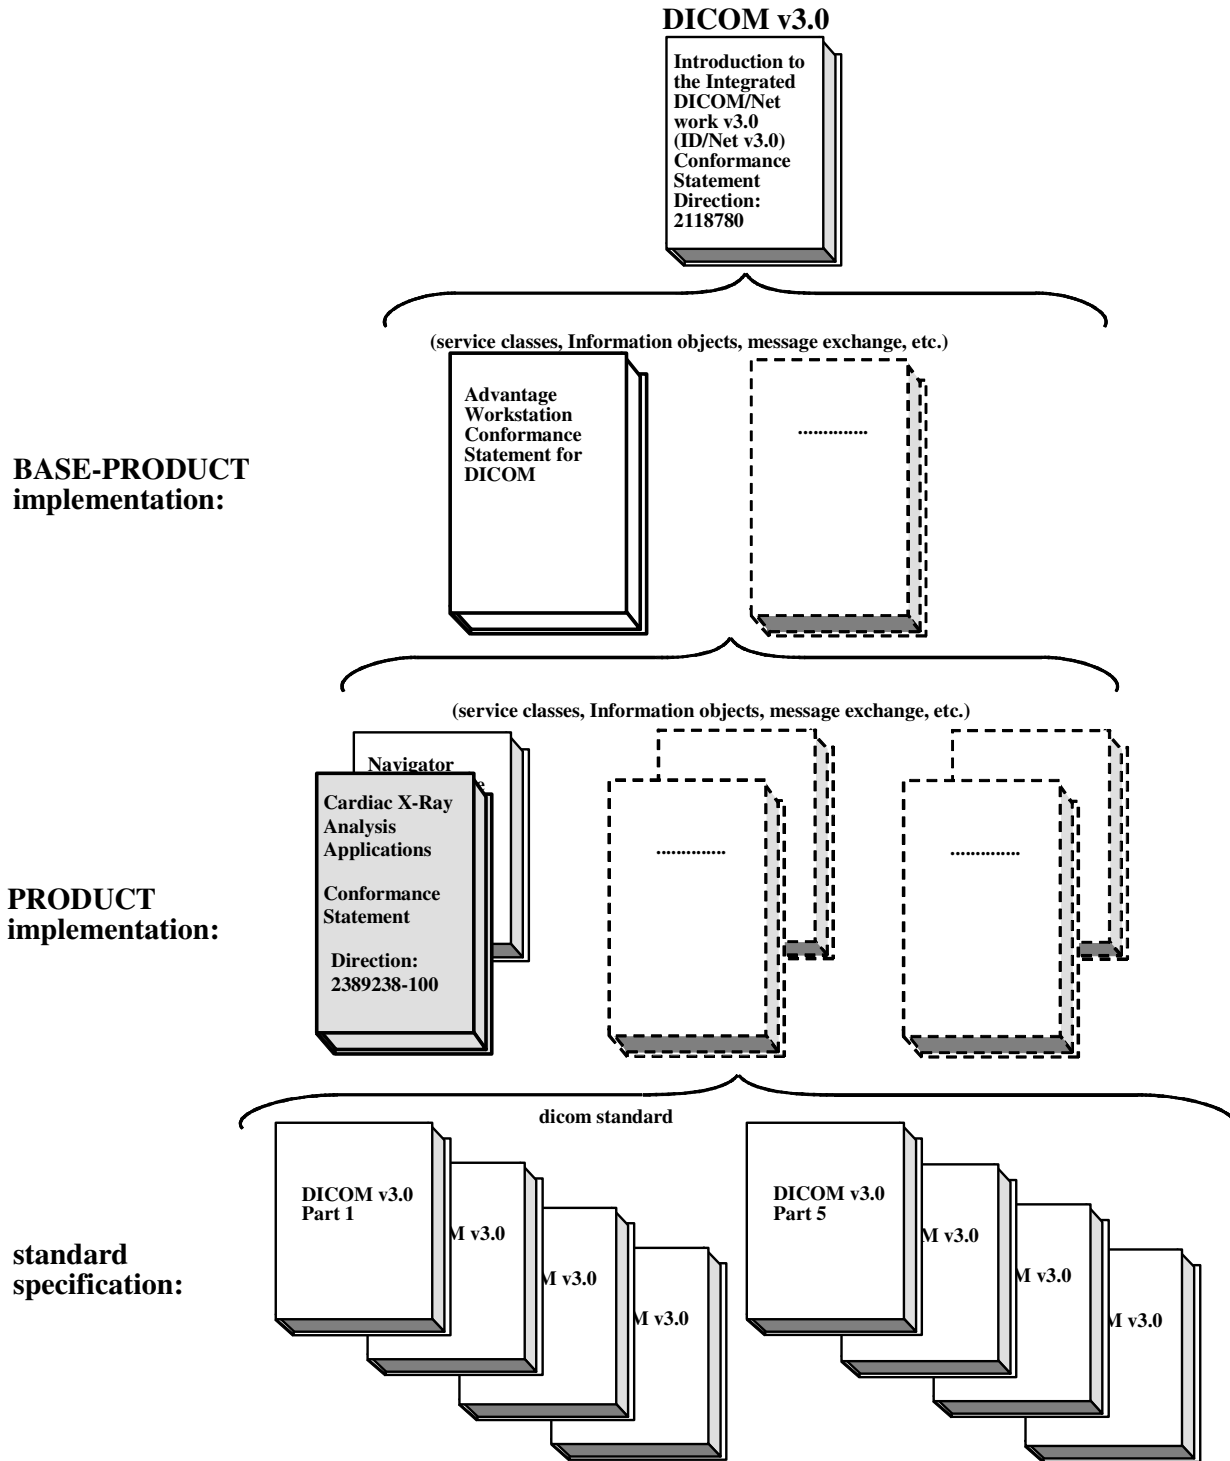 DICOM v3.0
Introduction to
the Integrated
DICOM/Net
work v3.0
(ID/Net v3.0)
Conformance
Statement
Direction:
2118780
(service classes, Information objects, message exchange, etc.)
BASE-PRODUCT
implementation:
Advantage
Workstation
Conformance
Statement for
DICOM
..............
(service classes, Information objects, message exchange, etc.)
PRODUCT
implementation:
Navigator
Cardiac X-Ray
Analysis
Applications
Conformance
Statement
Direction:
2389238-100
..............
..............
dicom standard
standard
specification:
DICOM v3.0
Part 1
M v3.0
M v3.0
M v3.0
DICOM v3.0
Part 5
M v3.0
M v3.0
M v3.0